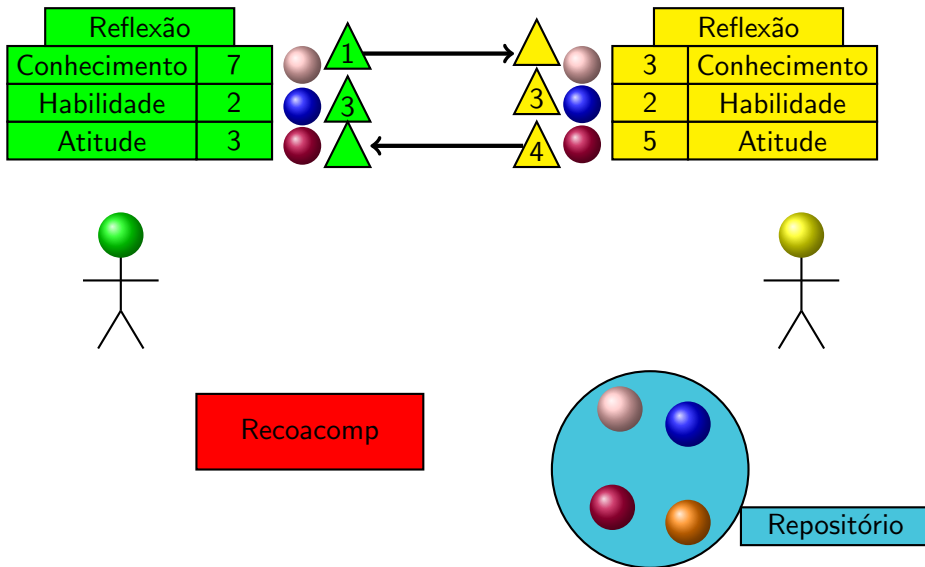 Reflexão
Conhecimento 7
Habilidade 2
Atitude 3
1
3
3
4
Reflexão
3 Conhecimento
2 Habilidade
5 Atitude
Recoacomp
Repositório